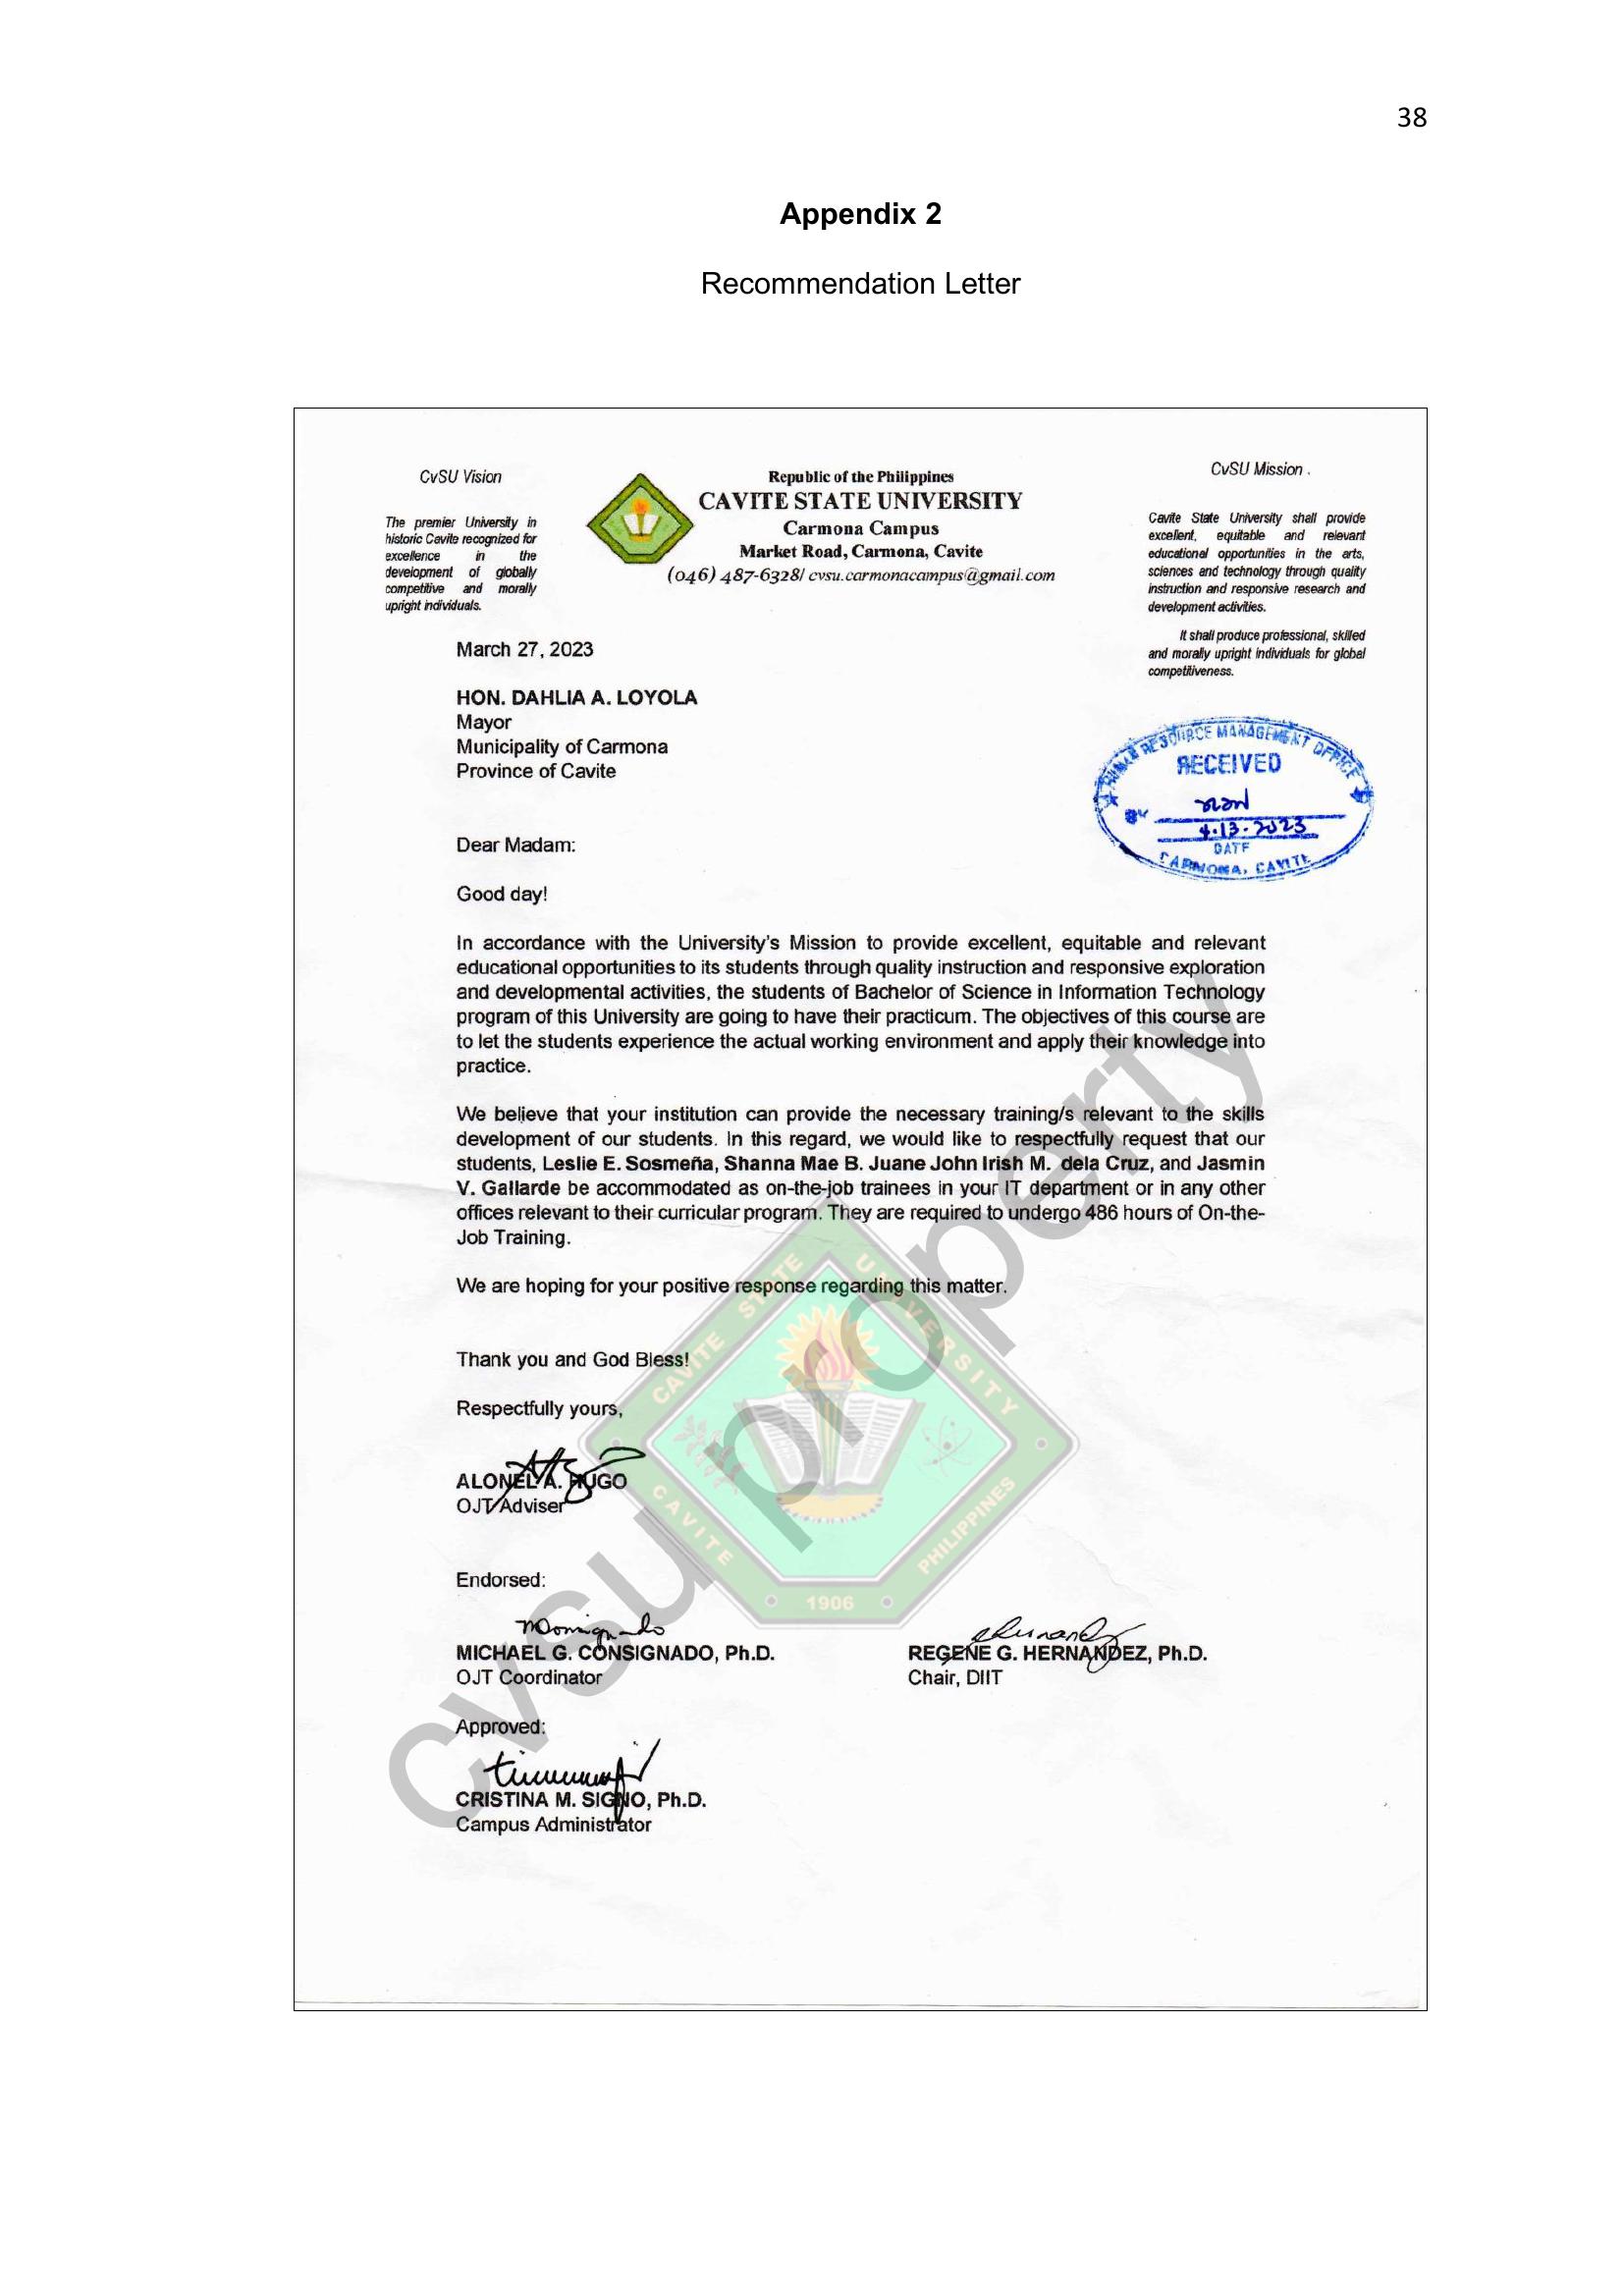 38
Appendix 2
Recommendation Letter
CvSU Vision
The premier University in
historic Cavite recognized for
excellence in the
development of globally
competitive and morally
upright individuals.
Republic of the Philippines
CAVITE STATE UNIVERSITY
Carmona Campus
Market Road, Carmona, Cavite
(046) 487-6328/ cvsu.carmonacampus@gmail.com
CvSU Mission .
Cavite State University shall provide
excellent, equitable and relevant
educational opportunities in the arts,
sciences and technology through quality
instruction and responsive research and
development activities.
It shall produce professional, skilled
and morally upright individuals for global
competitiveness.
March 27, 2023
HON. DAHLIA A. LOYOLA
Mayor
Municipality of Carmona
Province of Cavite
HUMAN RESOURCE MANAGEMENT OFFICE
RECEIVED
BY
4.13.2023
DATE
CARMONA, CAVITE
Dear Madam:
Good day!
In accordance with the University's Mission to provide excellent, equitable and relevant
educational opportunities to its students through quality instruction and responsive exploration
and developmental activities, the students of Bachelor of Science in Information Technology
program of this University are going to have their practicum. The objectives of this course are
to let the students experience the actual working environment and apply their knowledge into
practice.
We believe that your institution can provide the necessary training/s relevant to the skills
development of our students. In this regard, we would like to respectfully request that our
students, Leslie E. Sosmeña, Shanna Mae B. Juane John Irish M. dela Cruz, and Jasmin
V. Gallarde be accommodated as on-the-job trainees in your IT department or in any other
offices relevant to their curricular program. They are required to undergo 486 hours of On-the-
Job Training.
We are hoping for your positive response regarding this matter.
Thank you and God Bless!
Respectfully yours,
ALONEL A. HUGO
OJT Adviser
Endorsed:
MICHAEL G. CONSIGNADO, Ph.D.
OJT Coordinator
REGENE G. HERNANDEZ, Ph.D.
Chair, DIIT
Approved:
CRISTINA M. SIGNO, Ph.D.
Campus Administrator
cvsu property
CAVITE STATE UNIVERSITY
CAVITE PHILIPPINES
1906